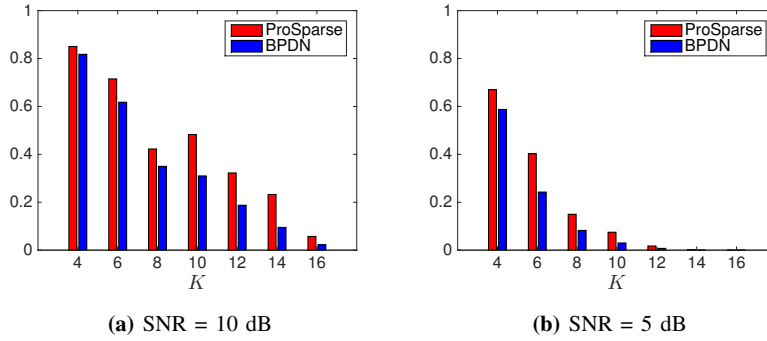 1
0.8
0.6
0.4
0.2
0
4 6 8 10 12 14 16
K
ProSparse
BPDN
(a) SNR = 10 dB
1
0.8
0.6
0.4
0.2
0
4 6 8 10 12 14 16
K
ProSparse
BPDN
(b) SNR = 5 dB